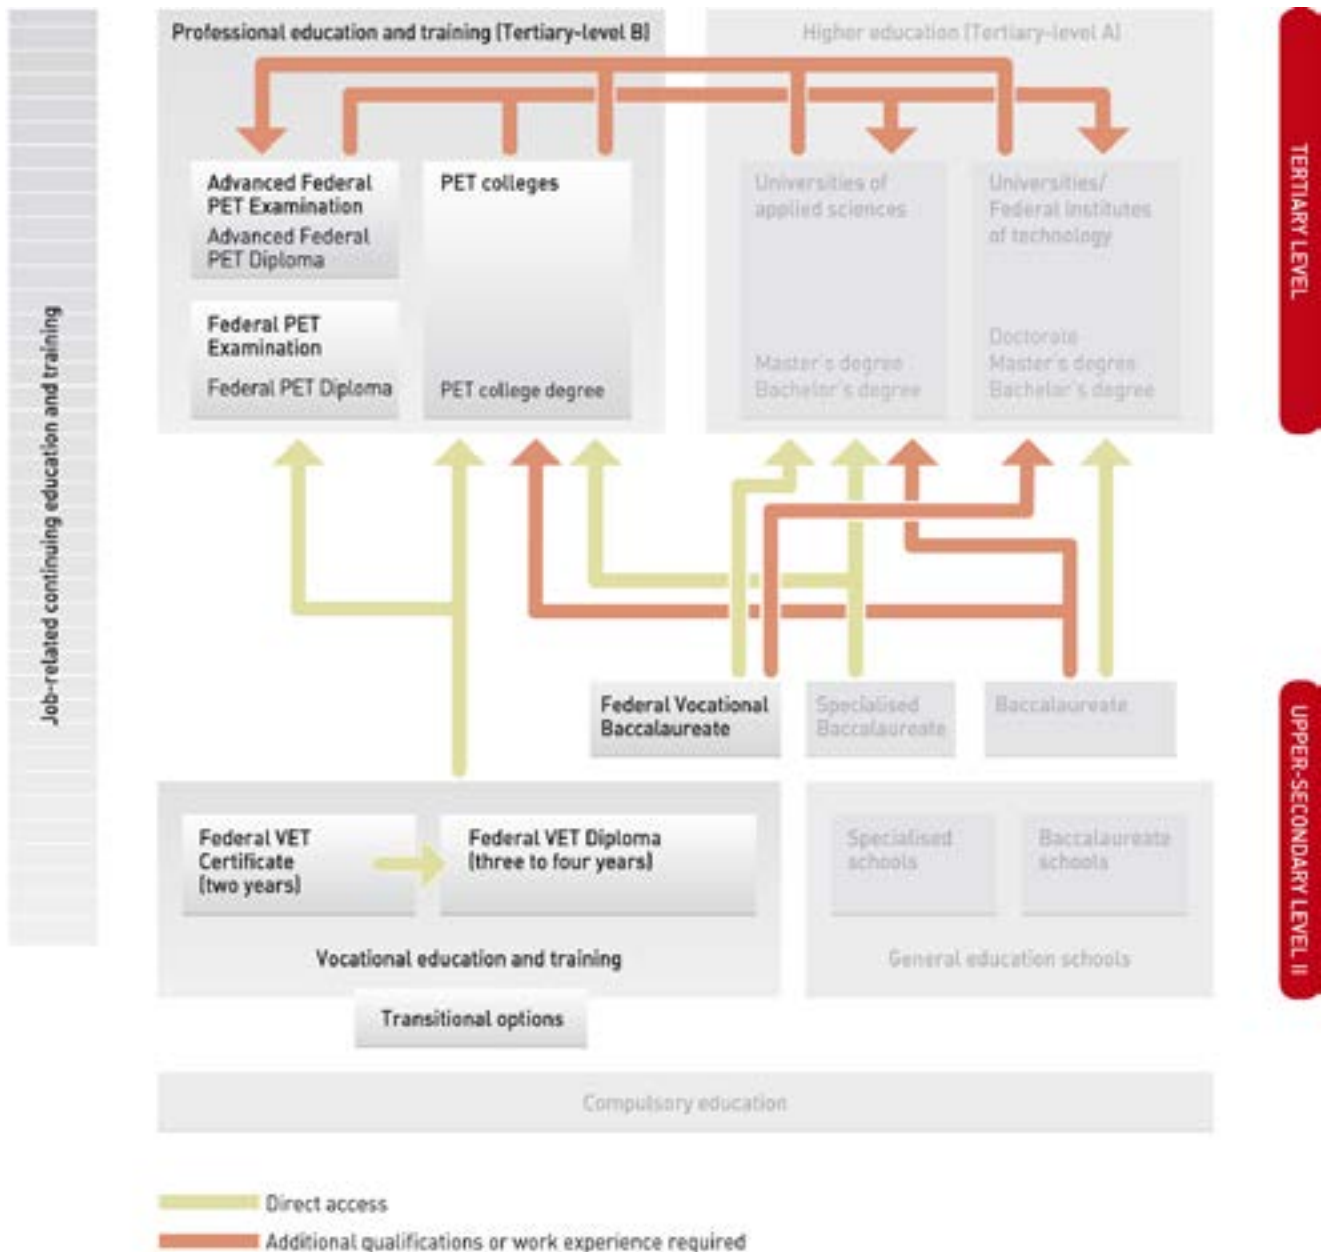 Job-related continuing education and training
Professional education and training (Tertiary-level B)
Higher education (Tertiary-level A)
TERTIARY LEVEL
Advanced Federal
PET Examination
Advanced Federal
PET Diploma
Federal PET
Examination
Federal PET Diploma
PET colleges
PET college degree
Universities of
applied sciences
Master's degree
Bachelor's degree
Universities/
Federal institutes
of technology
Doctorate
Master's degree
Bachelor's degree
Federal Vocational
Baccalaureate
Specialised
Baccalaureate
Baccalaureate
UPPER-SECONDARY LEVEL II
Federal VET
Certificate
(two years)
Federal VET Diploma
(three to four years)
Vocational education and training
Specialised
schools
Baccalaureate
schools
General education schools
Transitional options
Compulsory education
Direct access
Additional qualifications or work experience required